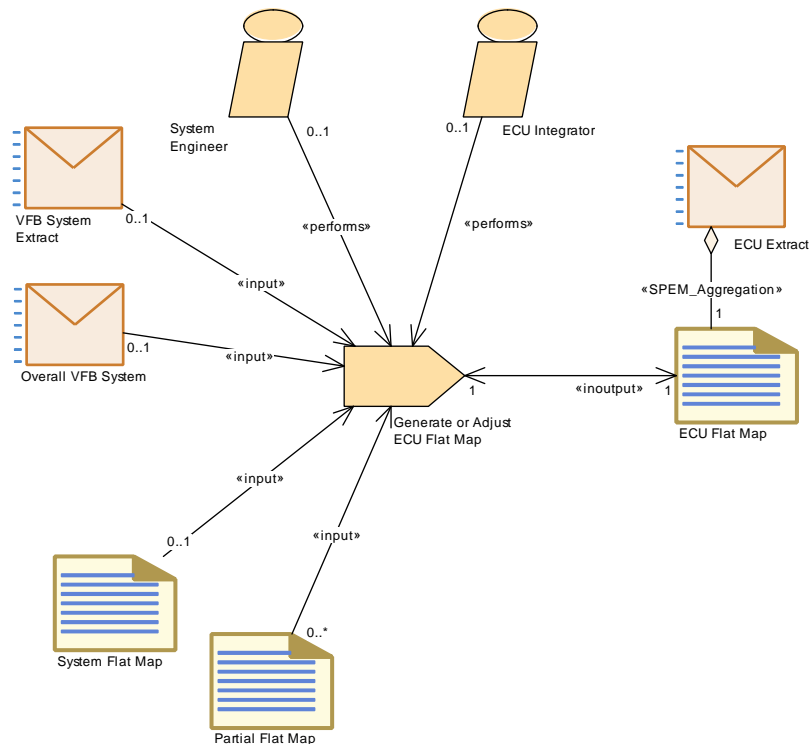 System
Engineer
0..1
ECU Integrator
0..1
VFB System
Extract
0..1
«performs»
«performs»
ECU Extract
«input»
«SPEM_Aggregation»
1
Overall VFB System
0..1
«input»
«inoutput»
1
1
Generate or Adjust
ECU Flat Map
ECU Flat Map
«input»
0..1
«input»
System Flat Map
0..*
Partial Flat Map